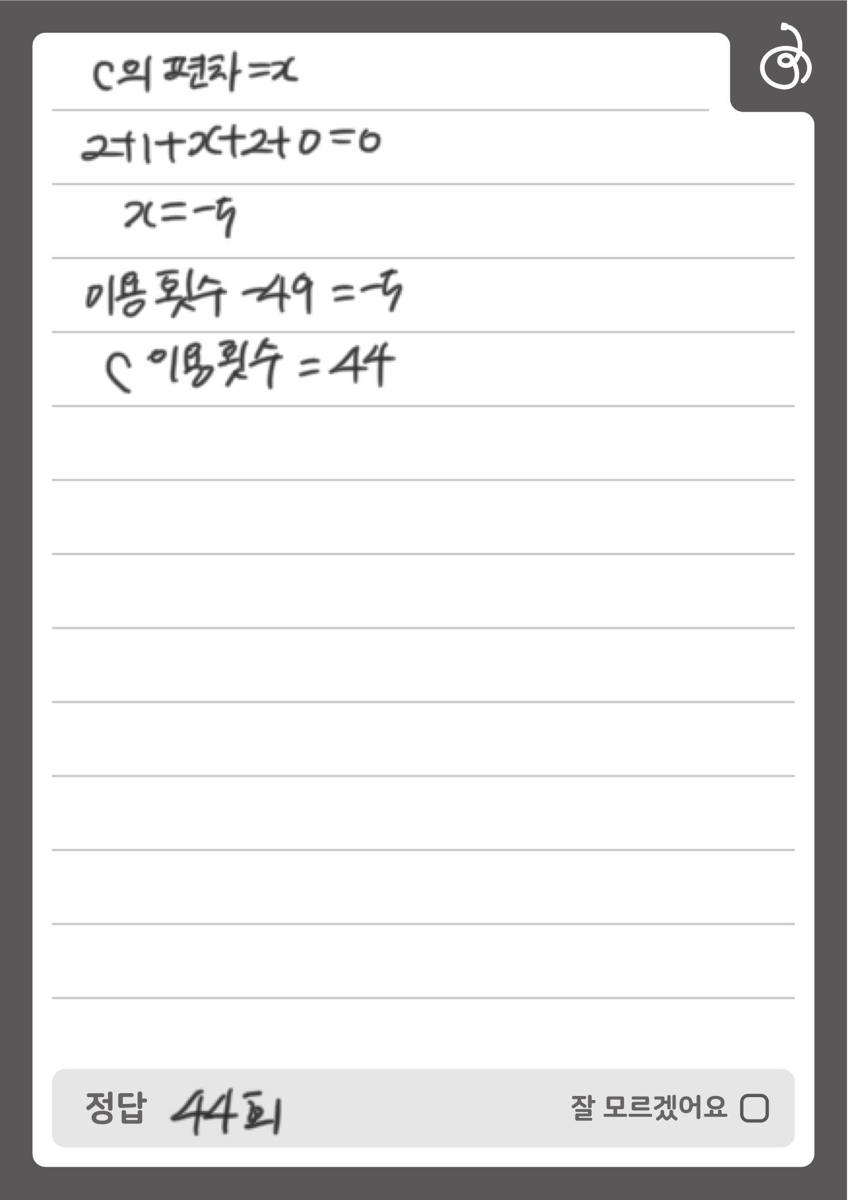 C의 편차=x
2+1+x+2+0=0
x=-5
이용 횟수 -49=-5
C 이용횟수 = 44
정답 44회
잘 모르겠어요